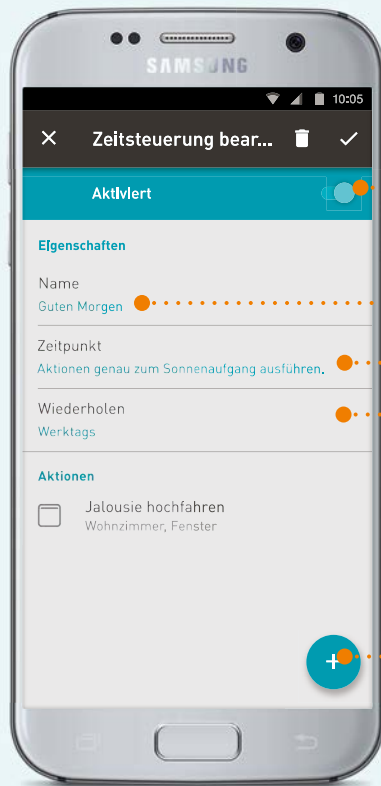 SAMSUNG
10:05
Zeitsteuerung bear...
Aktiviert
Eigenschaften
Name
Guten Morgen
Zeitpunkt
Aktionen genau zum Sonnenaufgang ausführen.
Wiederholen
Werktags
Aktionen
Jalousie hochfahren
Wohnzimmer, Fenster